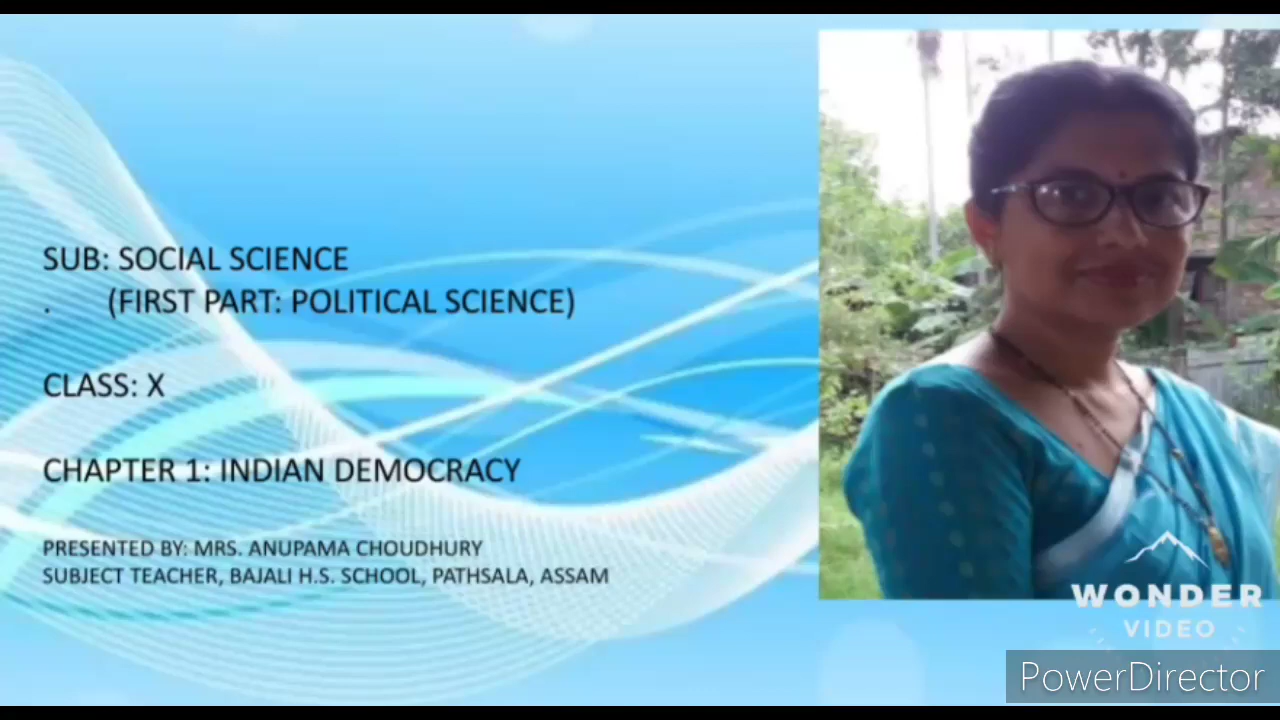 SUB: SOCIAL SCIENCE
. (FIRST PART: POLITICAL SCIENCE)
CLASS: X
CHAPTER 1: INDIAN DEMOCRACY
PRESENTED BY: MRS. ANUPAMA CHOUDHURY
SUBJECT TEACHER, BAJALI H.S. SCHOOL, PATHSALA, ASSAM
WONDER
VIDEO
PowerDirector